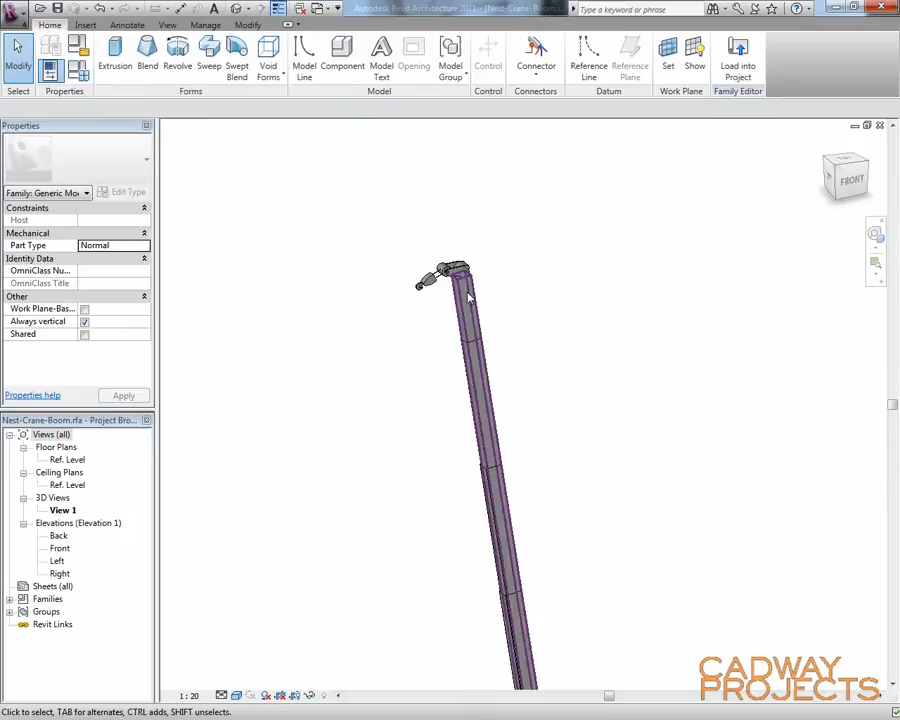 Autodesk Revit Architecture 2011 - [Nest-Crane-Boom.
Type a keyword or phrase
Home Insert Annotate View Manage Modify
Modify Extrusion Blend Revolve Sweep Swept Blend Void Forms Model Line Component Model Text Opening Model Group Control Connector Reference Line Reference Plane Set Show Load into Project
Select Properties Forms Model Control Connectors Datum Work Plane Family Editor
Properties
Family: Generic Mo Edit Type
Constraints
Host
Mechanical
Part Type Normal
Identity Data
OmniClass Nu...
OmniClass Title
Other
Work Plane-Bas...
Always vertical
Shared
Properties help Apply
Nest-Crane-Boom.rfa - Project Bro...
Views (all)
Floor Plans
Ref. Level
Ceiling Plans
Ref. Level
3D Views
View 1
Elevations (Elevation 1)
Back
Front
Left
Right
Sheets (all)
Families
Groups
Revit Links
FRONT
1 : 20
CADWAY
PROJECTS
Click to select, TAB for alternates, CTRL adds, SHIFT unselects.